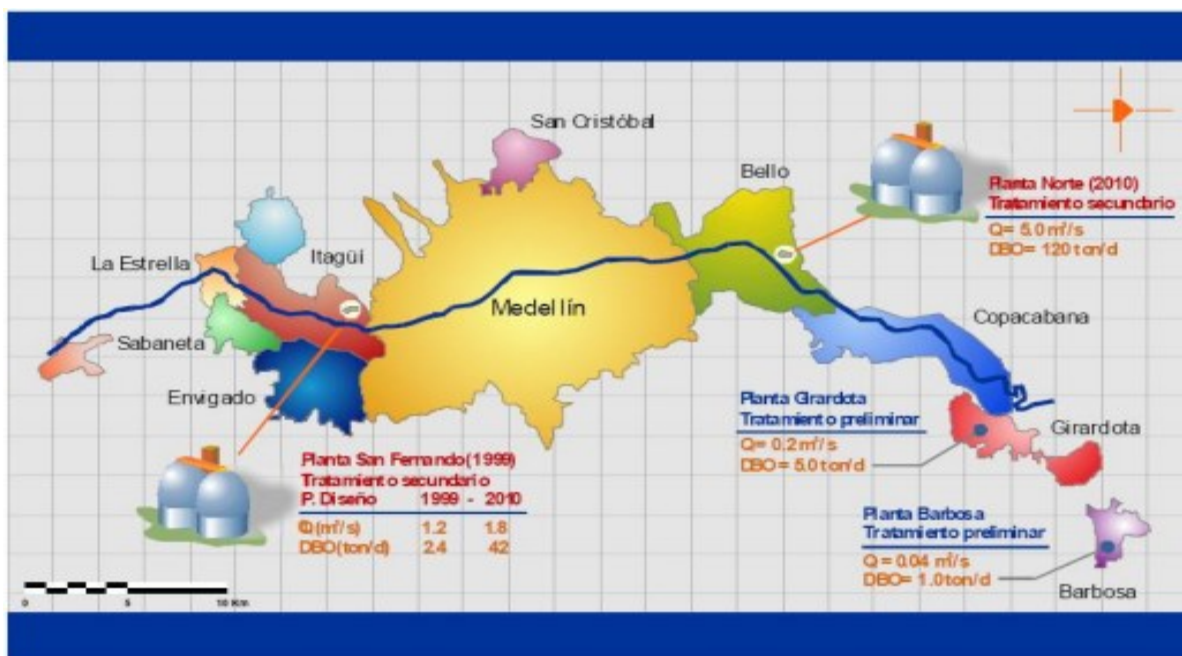 San Cristóbal
Bello
Planta Norte (2010)
Tratamiento secundario
Q= 5.0 m³/s
DBO= 120 ton/d
La Estrella
Itagüí
Medellín
Copacabana
Sabaneta
Envigado
Planta Girardota
Tratamiento preliminar
Q= 0.2 m³/s
DBO= 5.0 ton/d
Girardota
Planta San Fernando(1999)
Tratamiento secundario
P. Diseño 1999 - 2010
Q(m³/s) 1.2 1.8
DBO(ton/d) 2.4 42
Planta Barbosa
Tratamiento preliminar
Q= 0.04 m³/s
DBO= 1.0 ton/d
Barbosa
0 5 10 Km